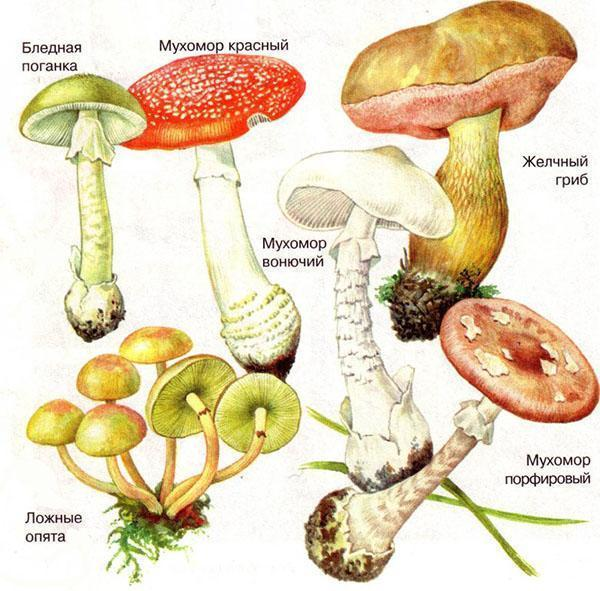 Бледная
поганка
Мухомор красный
Желчный
гриб
Мухомор
вонючий
Мухомор
порфировый
Ложные
опята